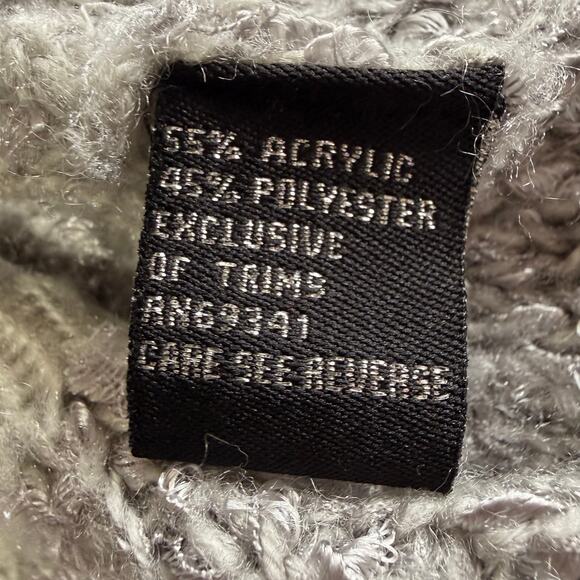 55% ACRYLIC
45% POLYESTER
EXCLUSIVE
OF TRIMS
RN69341
CARE SEE REVERSE